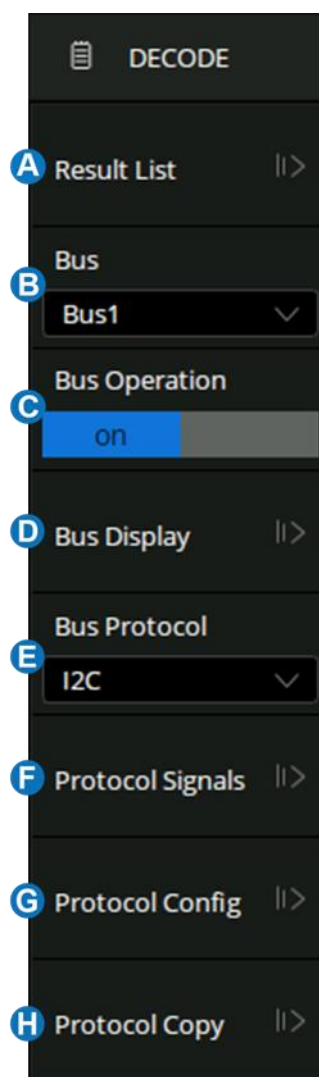 DECODE
A Result List
Bus
B
Bus1
Bus Operation
C
on
D Bus Display
Bus Protocol
E
I2C
F Protocol Signals
G Protocol Config
H Protocol Copy